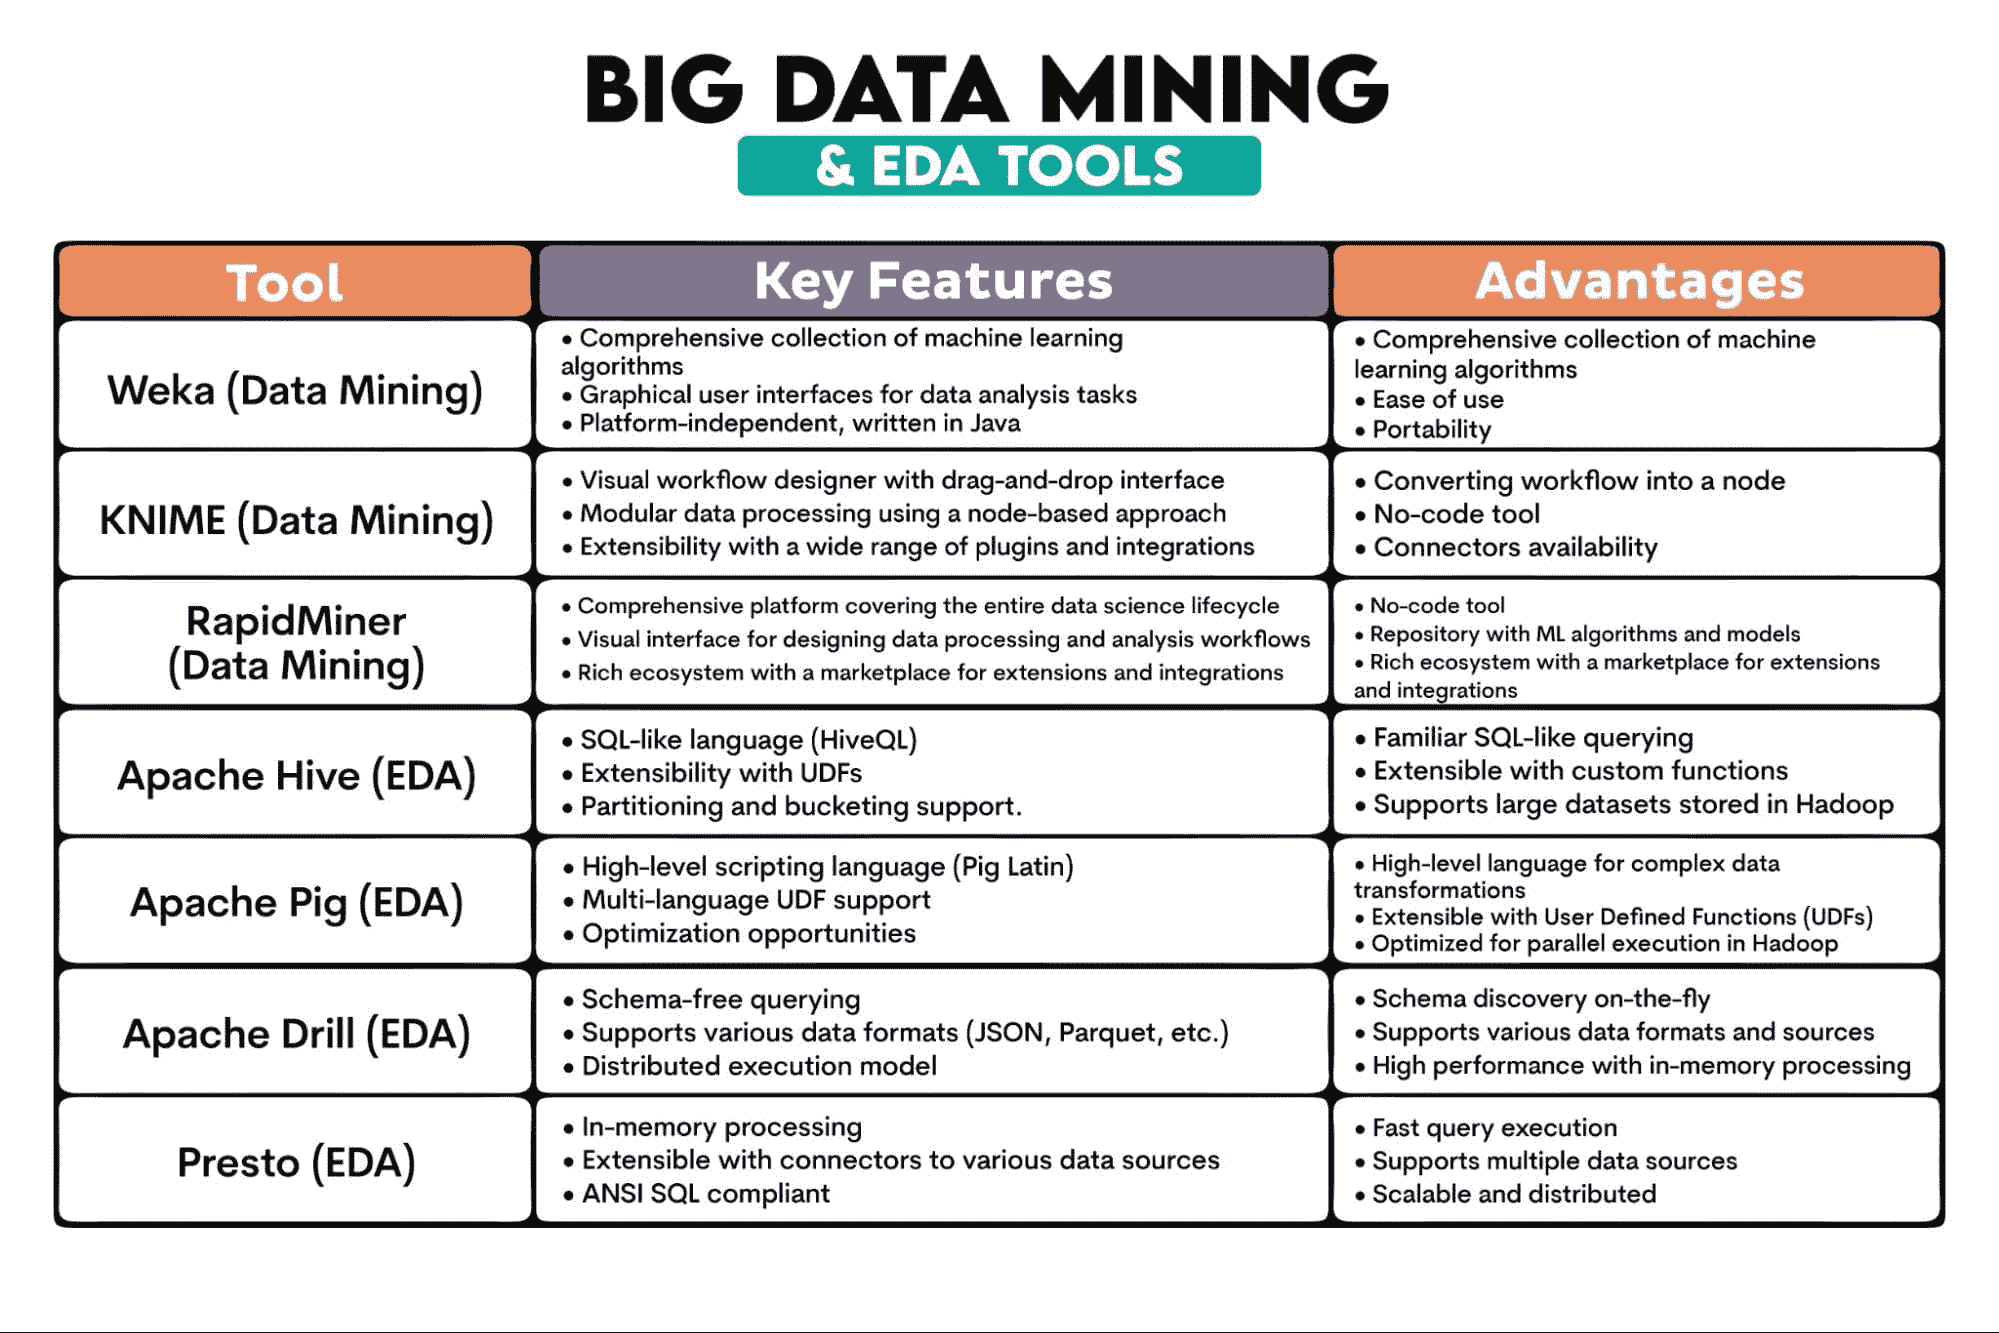 BIG DATA MINING
& EDA TOOLS
Tool
Key Features
Advantages
Weka (Data Mining)
• Comprehensive collection of machine learning
algorithms
• Graphical user interfaces for data analysis tasks
• Platform-independent, written in Java
• Comprehensive collection of machine
learning algorithms
• Ease of use
• Portability
KNIME (Data Mining)
• Visual workflow designer with drag-and-drop interface
• Modular data processing using a node-based approach
• Extensibility with a wide range of plugins and integrations
• Converting workflow into a node
• No-code tool
• Connectors availability
RapidMiner
(Data Mining)
• Comprehensive platform covering the entire data science lifecycle
• Visual interface for designing data processing and analysis workflows
• Rich ecosystem with a marketplace for extensions and integrations
• No-code tool
• Repository with ML algorithms and models
• Rich ecosystem with a marketplace for extensions
and integrations
Apache Hive (EDA)
• SQL-like language (HiveQL)
• Extensibility with UDFs
• Partitioning and bucketing support.
• Familiar SQL-like querying
• Extensible with custom functions
• Supports large datasets stored in Hadoop
Apache Pig (EDA)
• High-level scripting language (Pig Latin)
• Multi-language UDF support
• Optimization opportunities
• High-level language for complex data
transformations
• Extensible with User Defined Functions (UDFs)
• Optimized for parallel execution in Hadoop
Apache Drill (EDA)
• Schema-free querying
• Supports various data formats (JSON, Parquet, etc.)
• Distributed execution model
• Schema discovery on-the-fly
• Supports various data formats and sources
• High performance with in-memory processing
Presto (EDA)
• In-memory processing
• Extensible with connectors to various data sources
• ANSI SQL compliant
• Fast query execution
• Supports multiple data sources
• Scalable and distributed